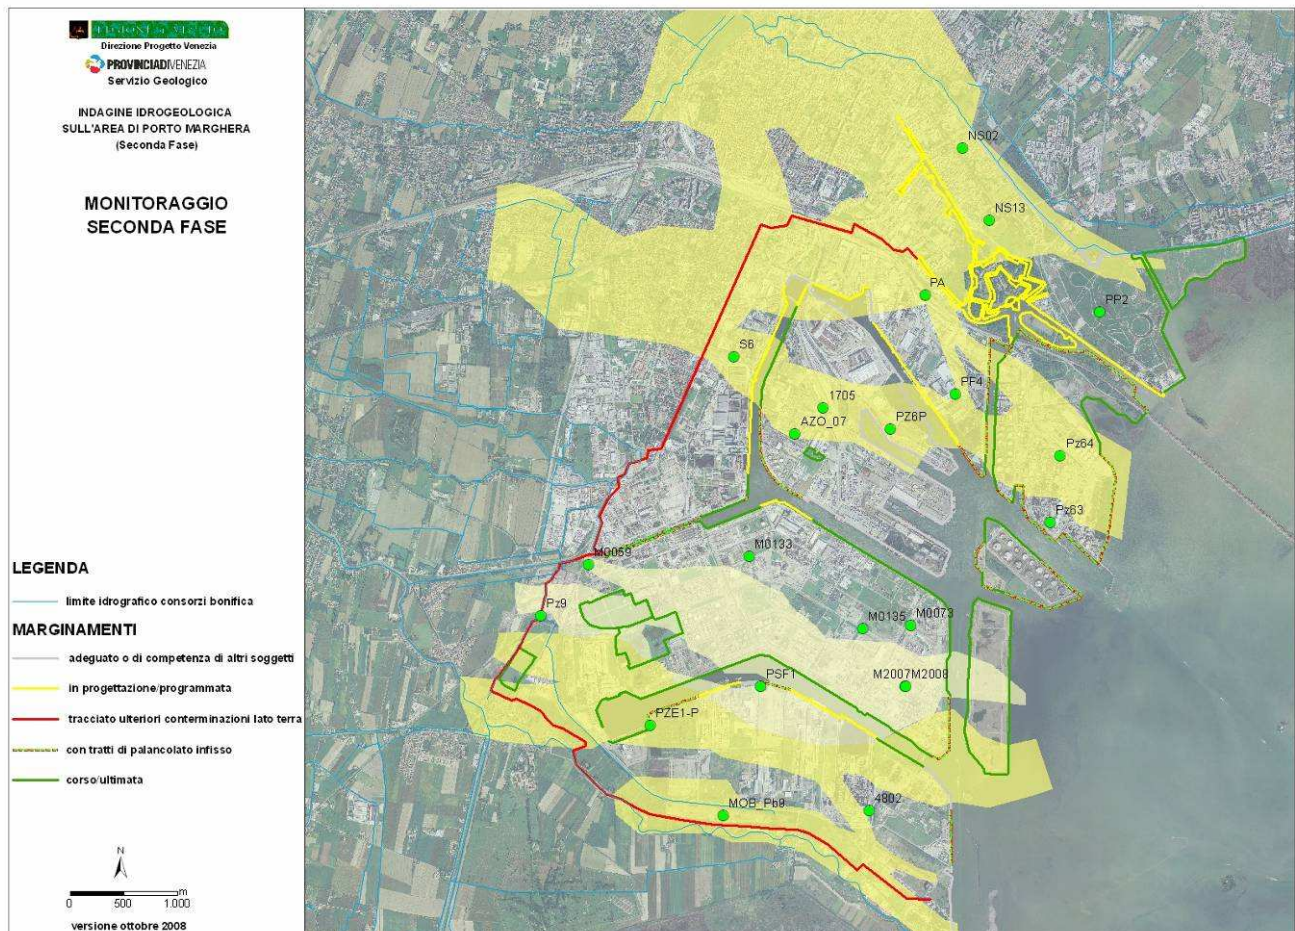 Direzione Progetto Venezia
PROVINCIADIVENEZIA
Servizio Geologico
INDAGINE IDROGEOLOGICA
SULL'AREA DI PORTO MARGHERA
(Seconda Fase)
MONITORAGGIO
SECONDA FASE
LEGENDA
limite idrografico consorzi bonifica
MARGINAMENTI
adeguato o di competenza di altri soggetti
in progettazione/programmata
tracciato ulteriori conterminazioni lato terra
con tratti di palancolato infisso
corso/ultimata
N
m
0 500 1.000
versione ottobre 2008
NS02
NS13
PA
PP2
S6
PF4
1705
AZO_07
PZ6P
Pz64
Pz63
M0059
M0133
Pz9
M0135
M0073
PSF1
M2007M2008
PZE1-P
MOB_Pb9
4802